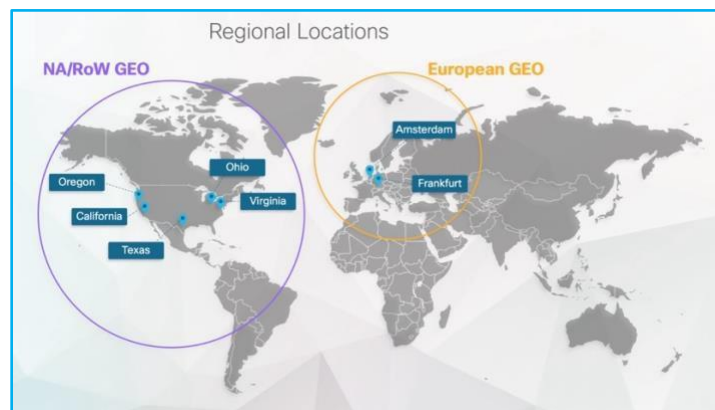 Regional Locations
NA/RoW GEO
European GEO
Amsterdam
Ohio
Oregon
Frankfurt
Virginia
California
Texas